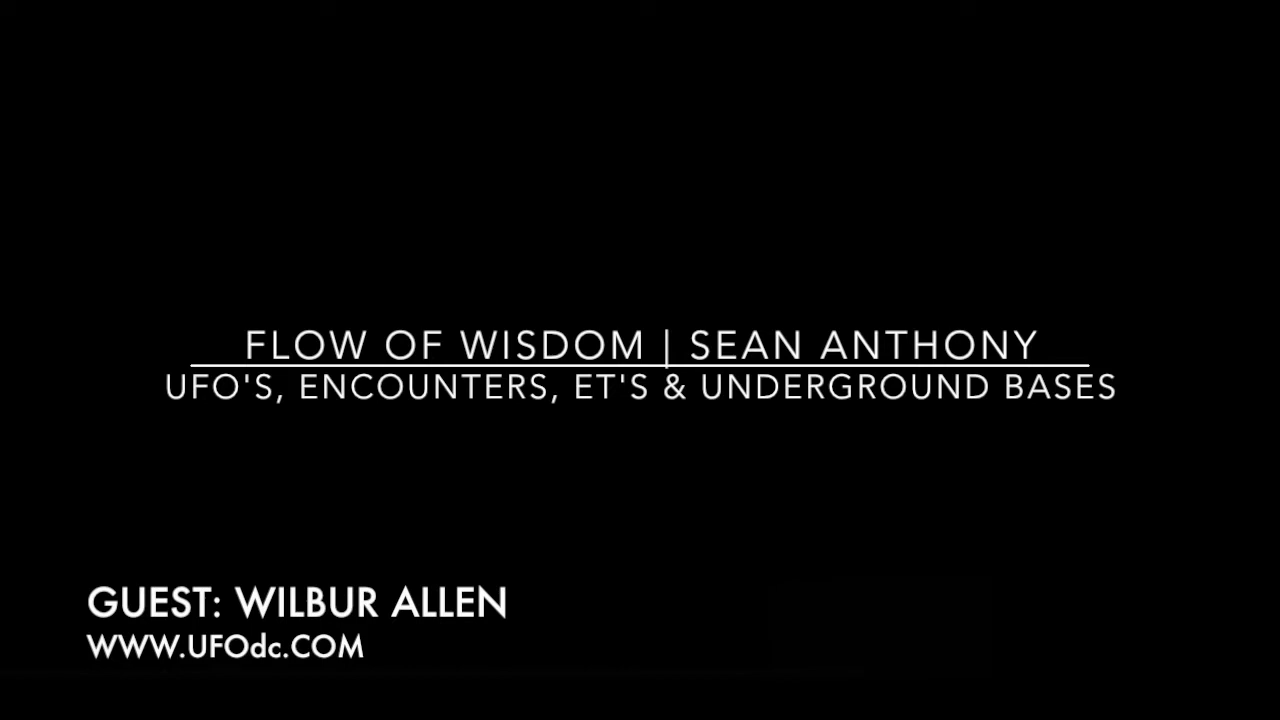 FLOW OF WISDOM | SEAN ANTHONY
UFO'S, ENCOUNTERS, ET'S & UNDERGROUND BASES
GUEST: WILBUR ALLEN
WWW.UFOdc.COM